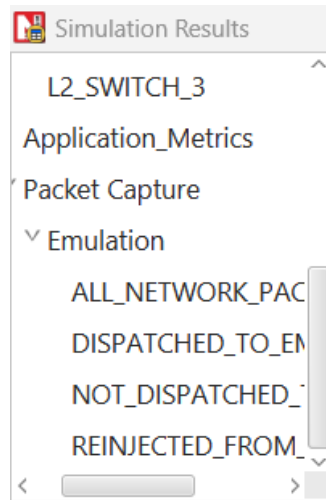 Simulation Results
L2_SWITCH_3
Application_Metrics
Packet Capture
Emulation
ALL_NETWORK_PAC
DISPATCHED_TO_EM
NOT_DISPATCHED_
REINJECTED_FROM_